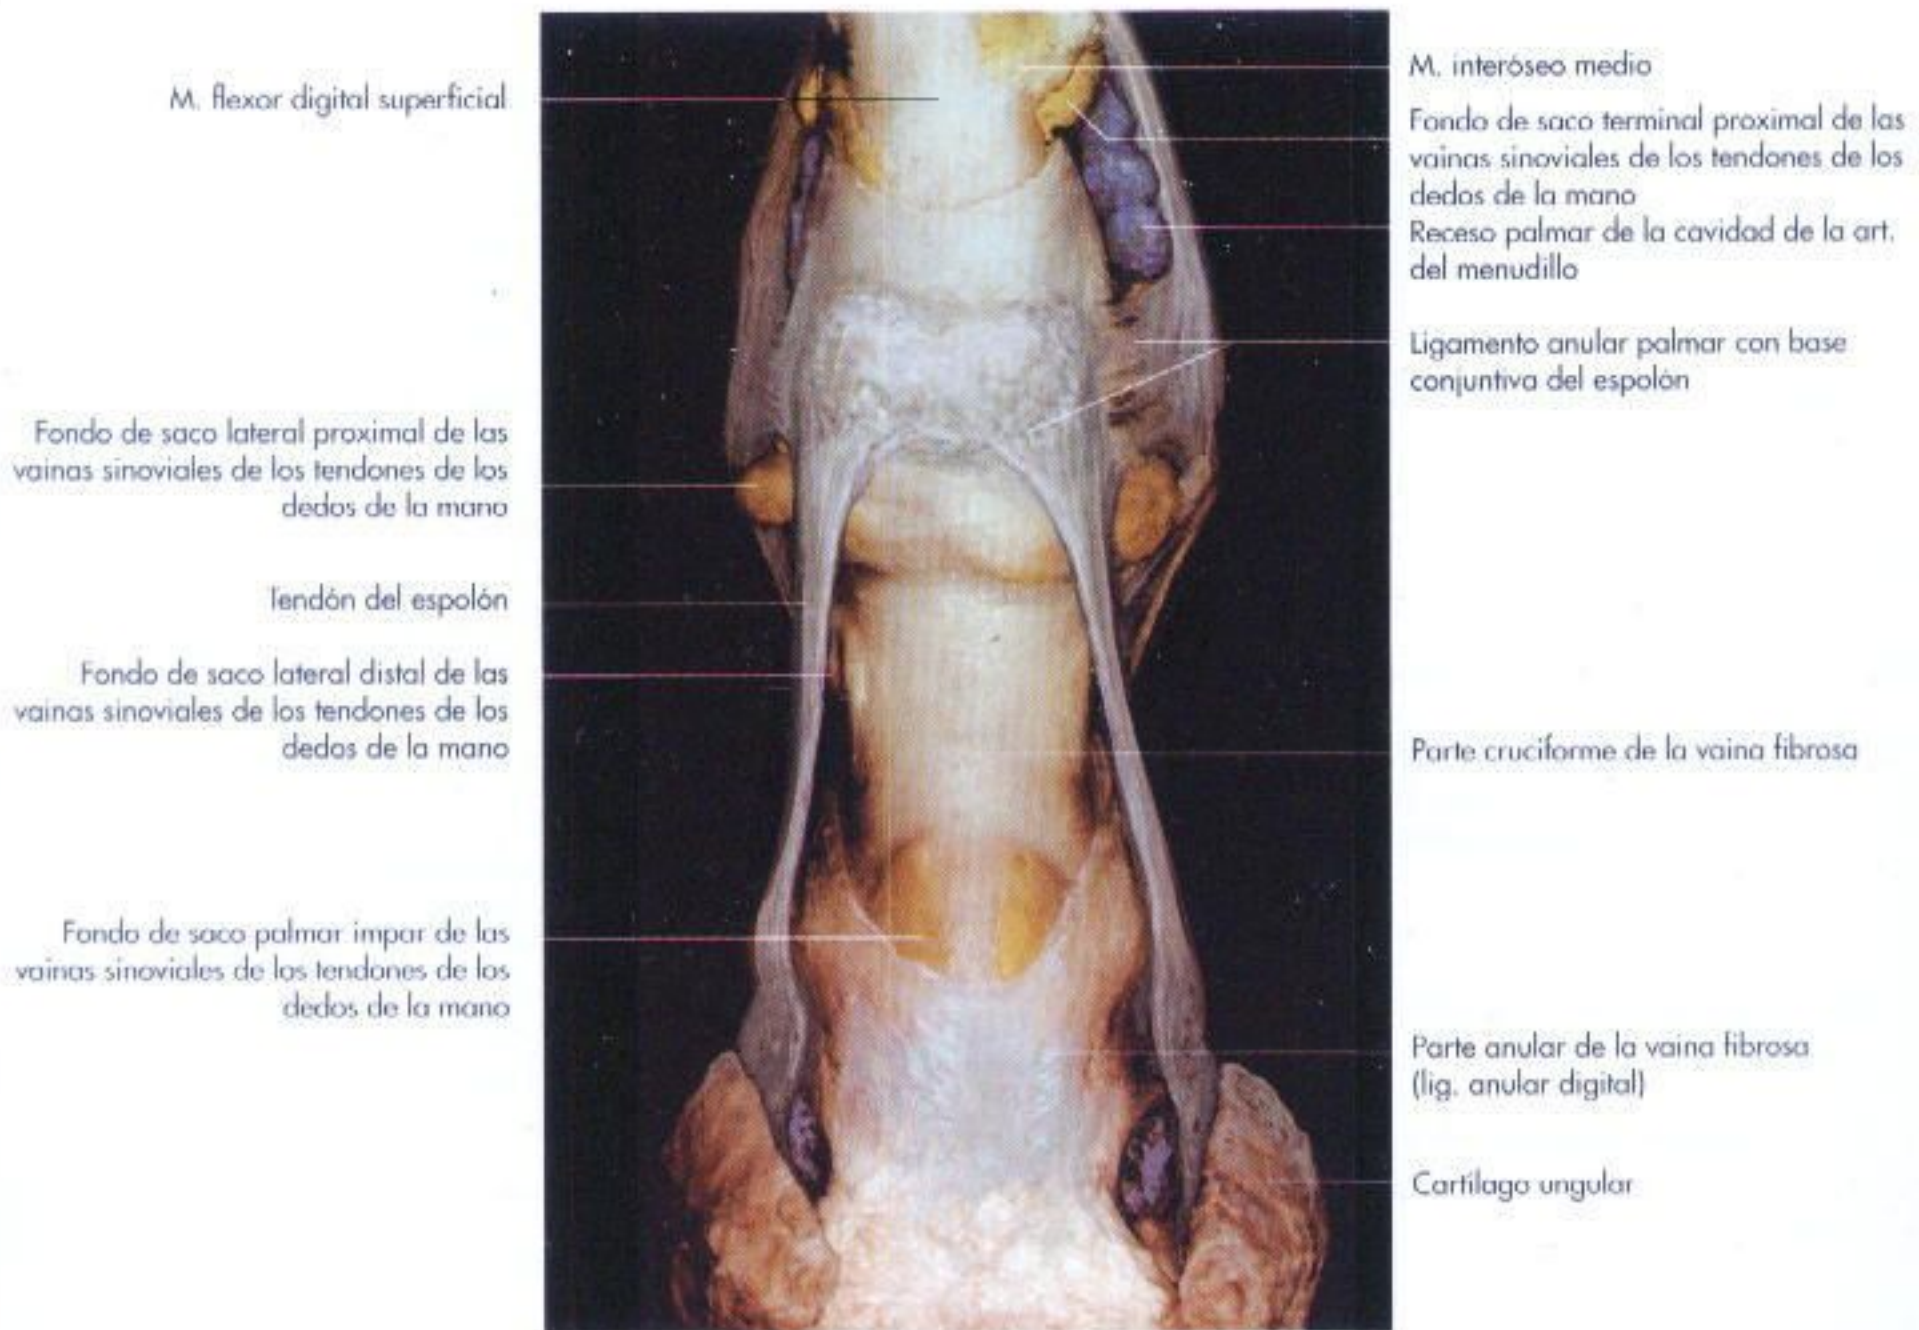 M. flexor digital superficial
Fondo de saco lateral proximal de las
vainas sinoviales de los tendones de los
dedos de la mano
Tendón del espolón
Fondo de saco lateral distal de las
vainas sinoviales de los tendones de los
dedos de la mano
Fondo de saco palmar impar de las
vainas sinoviales de los tendones de los
dedos de la mano
M. interóseo medio
Fondo de saco terminal proximal de las
vainas sinoviales de los tendones de los
dedos de la mano
Receso palmar de la cavidad de la art.
del menudillo
Ligamento anular palmar con base
conjuntiva del espolón
Parte cruciforme de la vaina fibrosa
Parte anular de la vaina fibrosa
(lig. anular digital)
Cartílago ungular